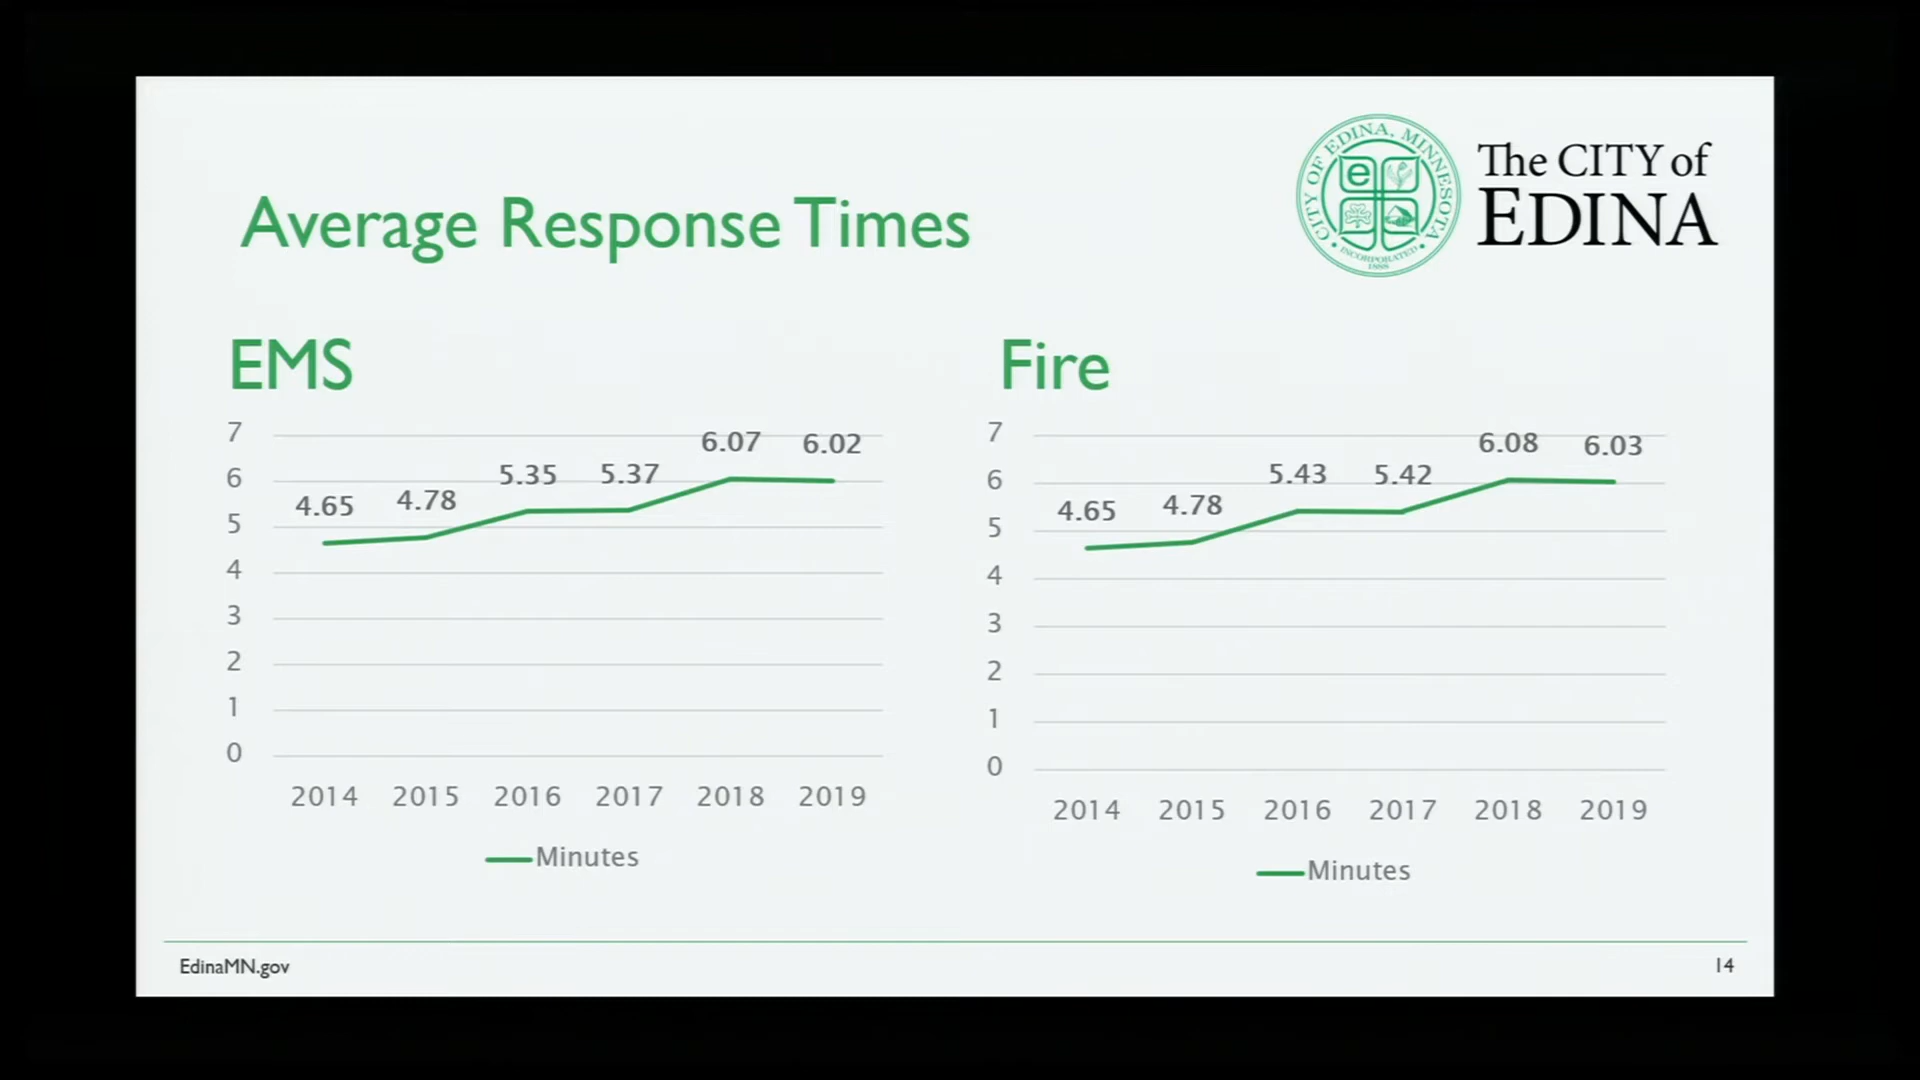 CITY OF EDINA, MINNESOTA
e
• INCORPORATED •
1888
The CITY of
EDINA
Average Response Times
EMS
7
6
5
4
3
2
1
0
4.65
4.78
5.35
5.37
6.07
6.02
2014 2015 2016 2017 2018 2019
Minutes
Fire
7
6
5
4
3
2
1
0
4.65
4.78
5.43
5.42
6.08
6.03
2014 2015 2016 2017 2018 2019
Minutes
EdinaMN.gov
14